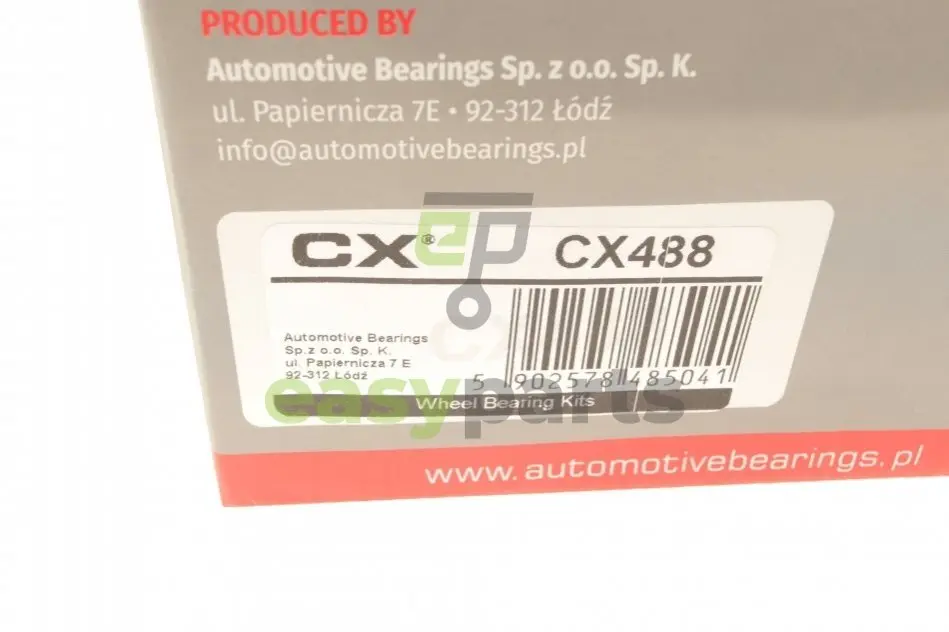 PRODUCED BY
Automotive Bearings Sp. z o.o. Sp. K.
ul. Papiernicza 7E • 92-312 Łódź
info@automotivebearings.pl
ep
CX® CX488
Automotive Bearings
Sp.z o.o. Sp. K.
ul. Papiernicza 7 E
92-312 Łódź
5 902578 485041
easyparts
Wheel Bearing Kits
www.automotivebearings.pl